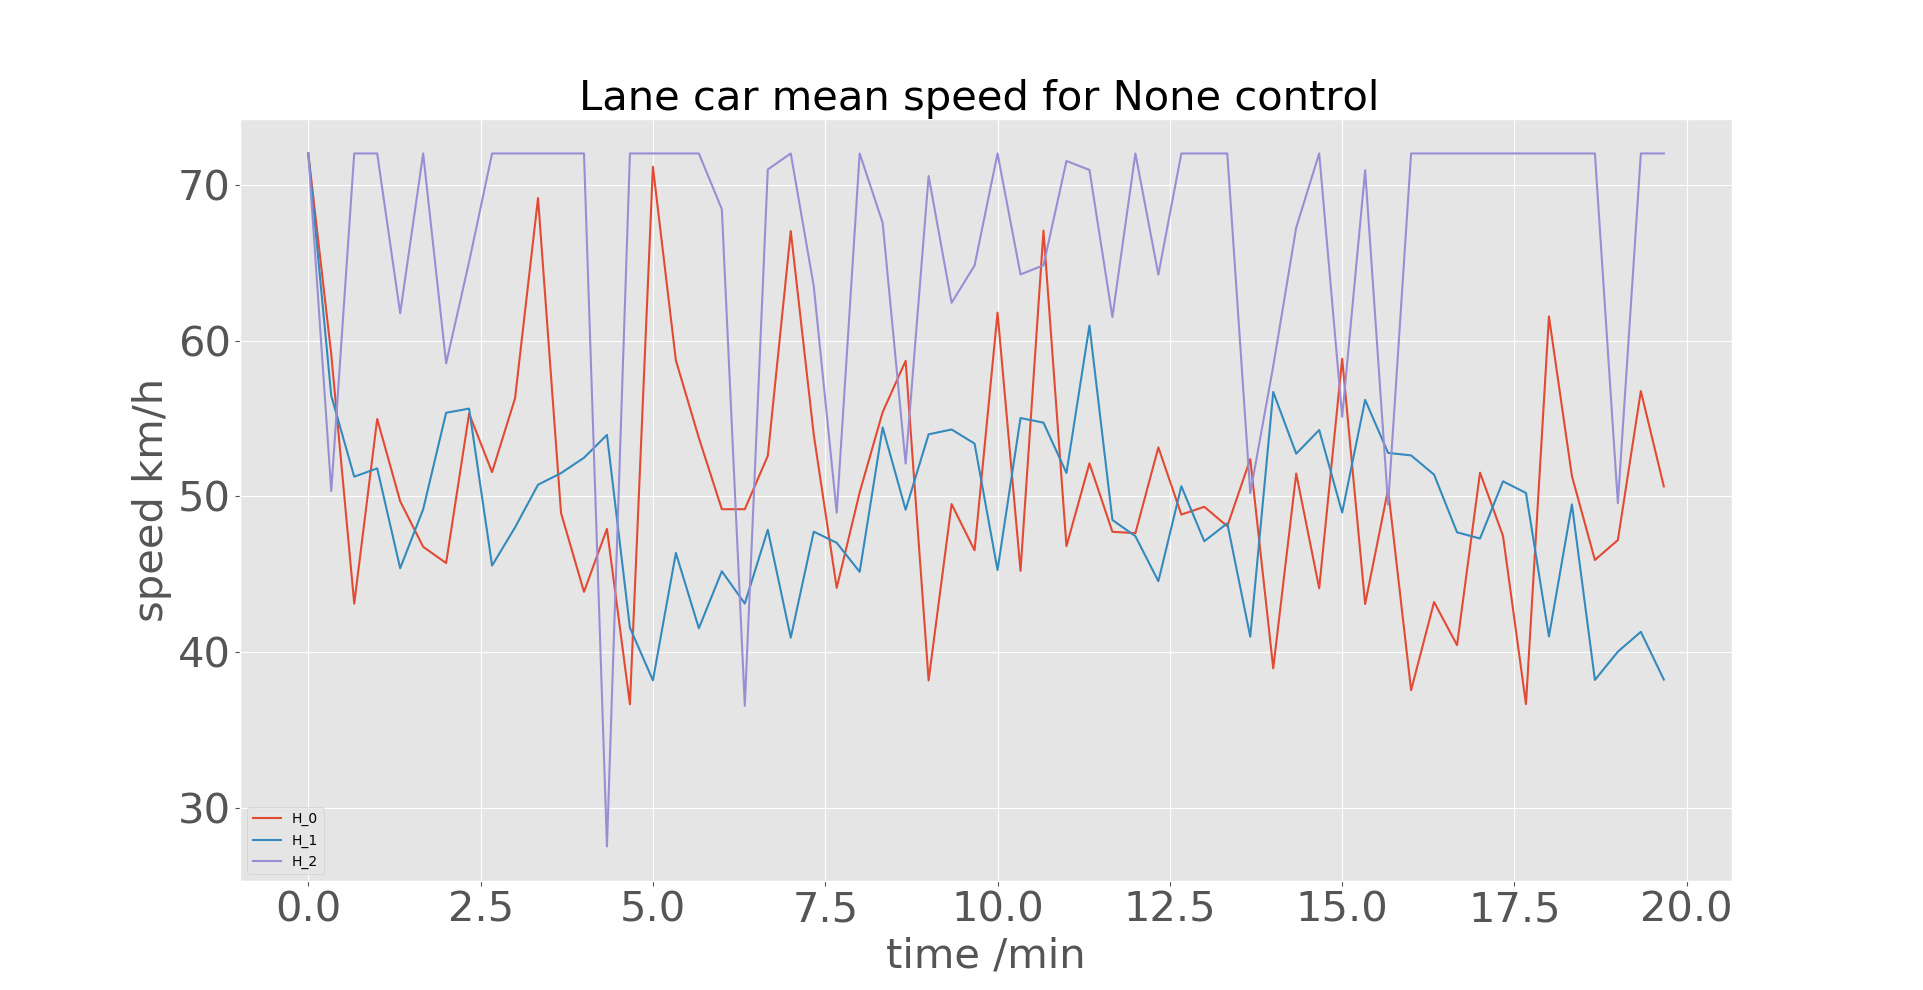 Lane car mean speed for None control
speed km/h
70
60
50
40
30
H_0
H_1
H_2
0.0 2.5 5.0 7.5 10.0 12.5 15.0 17.5 20.0
time /min